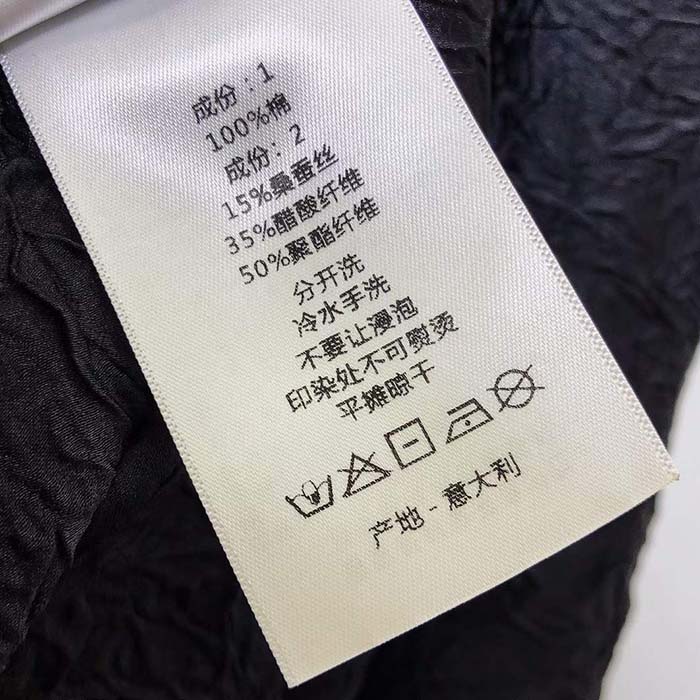 成份：1
100%棉
成份：2
15%桑蚕丝
35%醋酸纤维
50%聚酯纤维
分开洗
冷水手洗
不要让漫泡
印染处不可熨烫
平摊晾干
产地 - 意大利